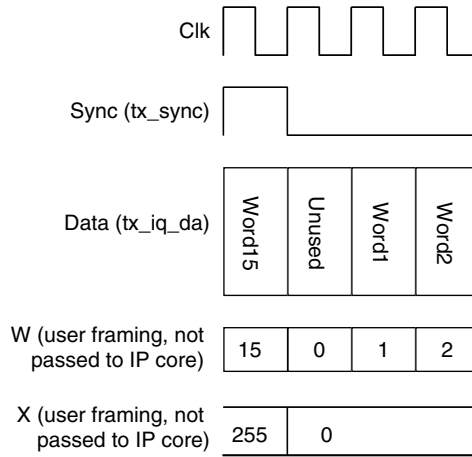 Clk
Sync (tx_sync)
Data (tx_iq_da)
Word15 Unused Word1 Word2
W (user framing, not
passed to IP core)
15 0 1 2
X (user framing, not
passed to IP core)
255 0